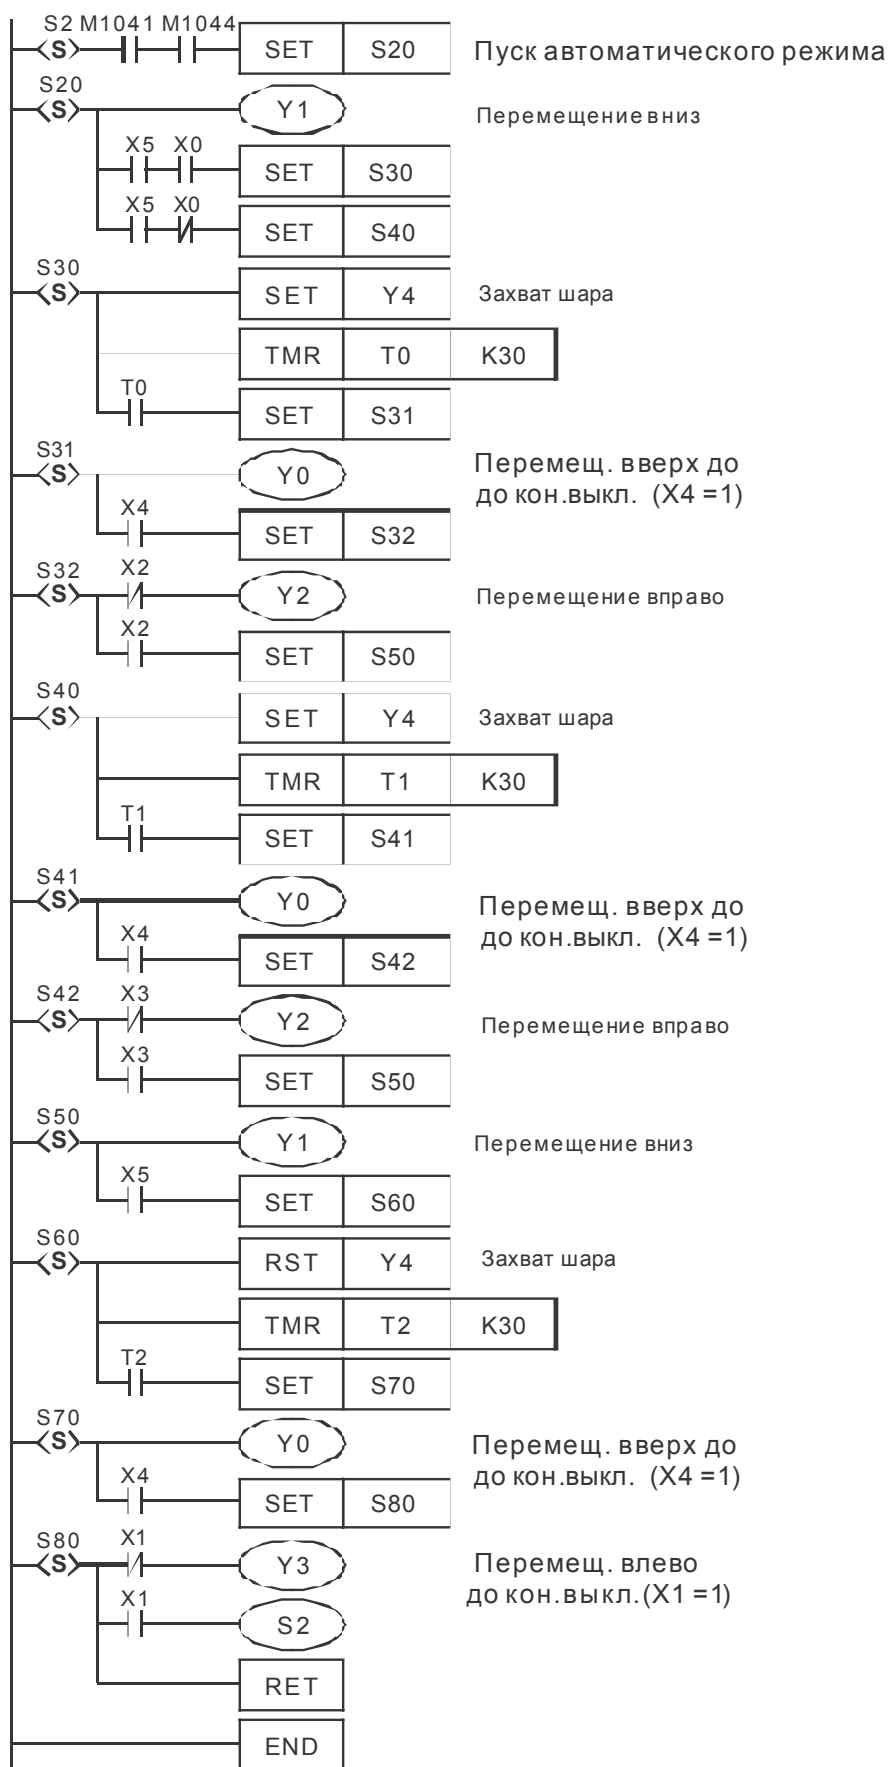 S2 M1041 M1044
S SET S20 Пуск автоматического режима
S20
S Y1 Перемещение вниз
X5 X0
SET S30
X5 X0
SET S40
S30
S SET Y4 Захват шара
TMR T0 K30
T0
SET S31
S31
S Y0 Перемещ. вверх до
до кон.выкл. (X4 =1)
X4
SET S32
S32 X2
S Y2 Перемещение вправо
X2
SET S50
S40
S SET Y4 Захват шара
TMR T1 K30
T1
SET S41
S41
S Y0 Перемещ. вверх до
до кон.выкл. (X4 =1)
X4
SET S42
S42 X3
S Y2 Перемещение вправо
X3
SET S50
S50
S Y1 Перемещение вниз
X5
SET S60
S60
S RST Y4 Захват шара
TMR T2 K30
T2
SET S70
S70
S Y0 Перемещ. вверх до
до кон.выкл. (X4 =1)
X4
SET S80
S80 X1
S Y3 Перемещ. влево
до кон.выкл.(X1 =1)
X1
S2
RET
END